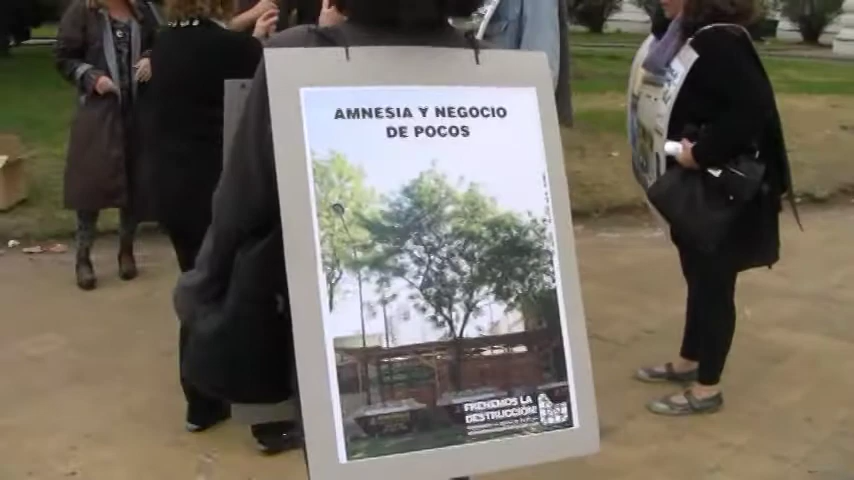 AMNESIA Y NEGOCIO
DE POCOS
FRENEMOS LA
DESTRUCCIÓN!